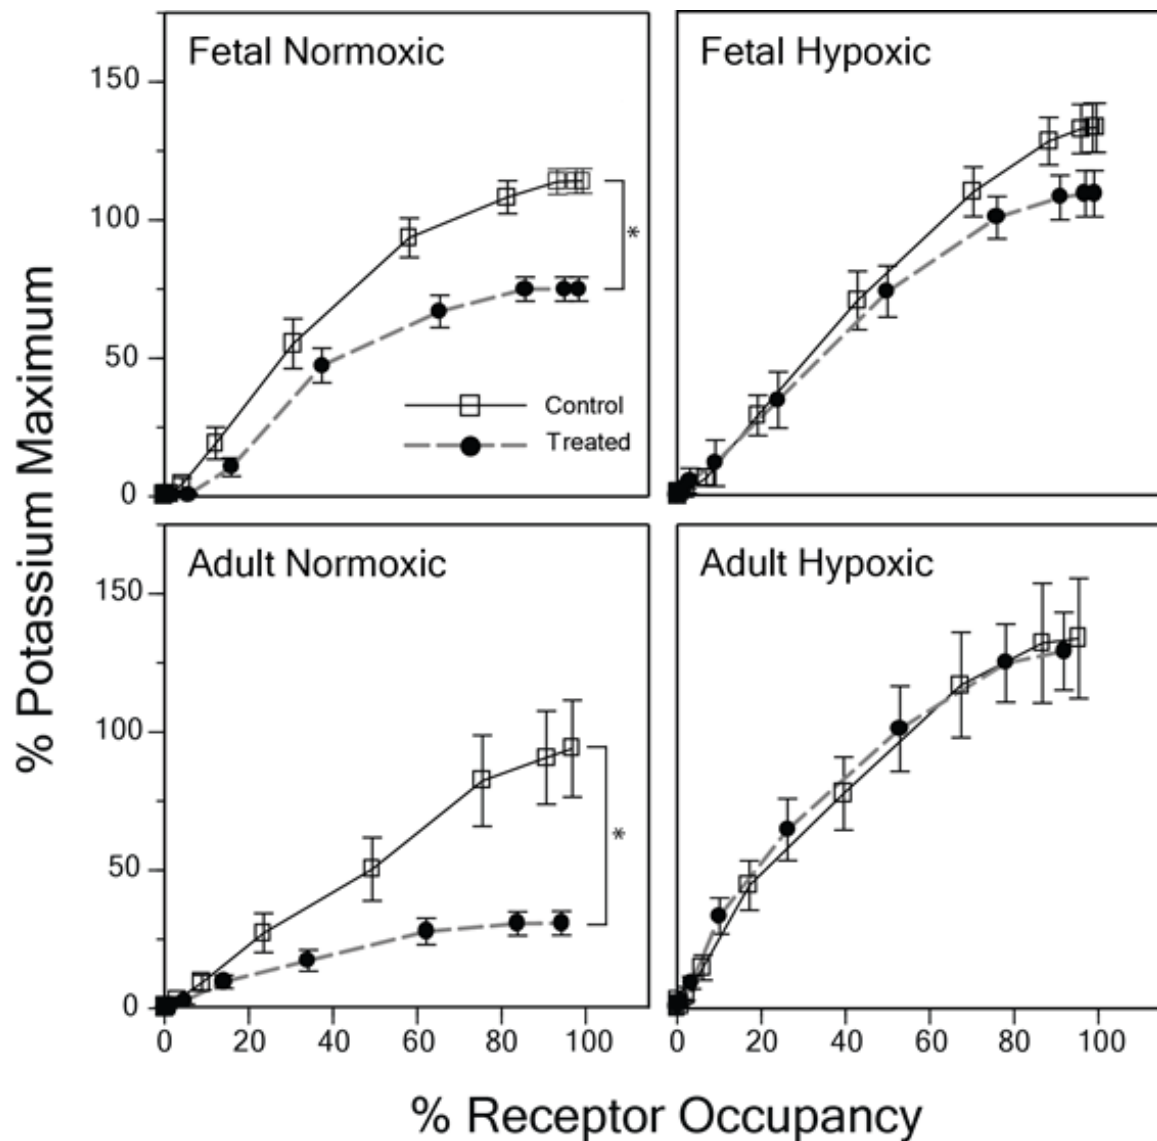 Fetal Normoxic
Fetal Hypoxic
150
100
50
0
*
Control
Treated
% Potassium Maximum
Adult Normoxic
Adult Hypoxic
150
100
50
0
*
0 20 40 60 80 100
0 20 40 60 80 100
% Receptor Occupancy